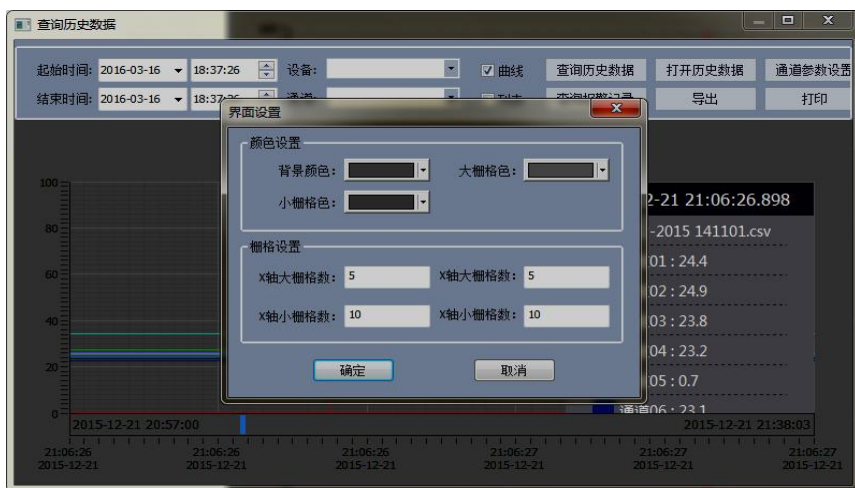 查询历史数据
起始时间: 2016-03-16 18:37:26 设备: 曲线 查询历史数据 打开历史数据 通道参数设置
结束时间: 2016-03-16 18:37:26 导出 打印
界面设置
颜色设置
背景颜色: 大栅格色:
小栅格色:
栅格设置
X轴大栅格数: 5 X轴大栅格数: 5
X轴小栅格数: 10 X轴小栅格数: 10
确定 取消
100
80
60
40
20
0
2-21 21:06:26.898
-2015 141101.csv
01 : 24.4
02 : 24.9
03 : 23.8
04 : 23.2
05 : 0.7
通道06 : 23.1
2015-12-21 20:57:00 2015-12-21 21:38:03
21:06:26 21:06:26 21:06:26 21:06:27 21:06:27 21:06:27
2015-12-21 2015-12-21 2015-12-21 2015-12-21 2015-12-21 2015-12-21